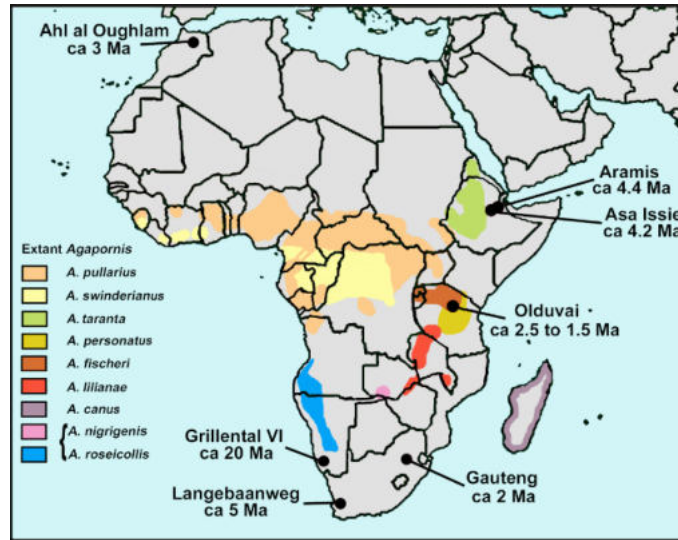 Ahl al Oughlam
ca 3 Ma
Aramis
ca 4.4 Ma
Asa Issie
ca 4.2 Ma
Extant Agapornis
A. pullarius
A. swinderianus
A. taranta
A. personatus
A. fischeri
A. lilianae
A. canus
A. nigrigenis
A. roseicollis
Olduvai
ca 2.5 to 1.5 Ma
Grillental VI
ca 20 Ma
Langebaanweg
ca 5 Ma
Gauteng
ca 2 Ma